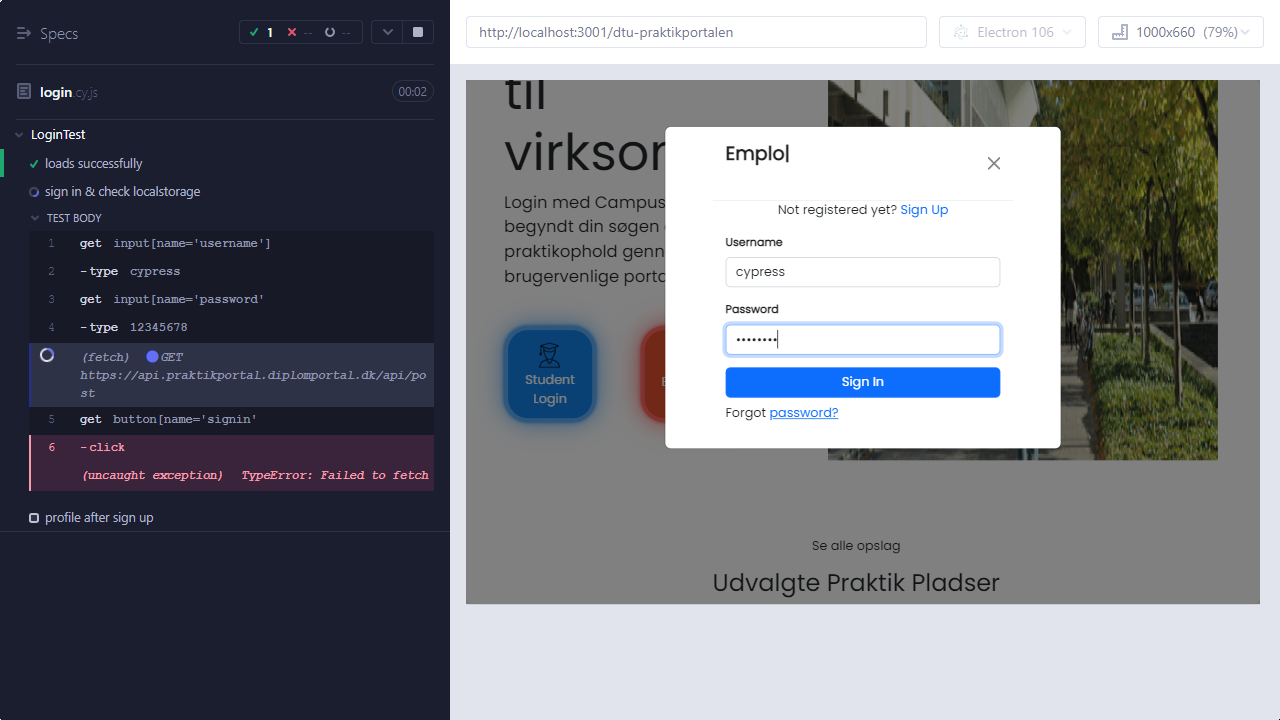 Specs
1 -- --
login.cy.js
00:02
LoginTest
loads successfully
sign in & check localstorage
TEST BODY
1 get input[name='username']
2 -type cypress
3 get input[name='password'
4 -type 12345678
(fetch) GET
https://api.praktikportal.diplomportal.dk/api/po
st
5 get button[name='signin'
6 -click
(uncaught exception) TypeError: Failed to fetch
profile after sign up
http://localhost:3001/dtu-praktikportalen
Electron 106
1000x660 (79%)
til
virksor
Login med Campus
begyndt din søgen
praktikophold genn
brugervenlige porta
Student
Login
Emplo
Not registered yet? Sign Up
Username
cypress
Password
••••••••
Sign In
Forgot password?
Se alle opslag
Udvalgte Praktik Pladser